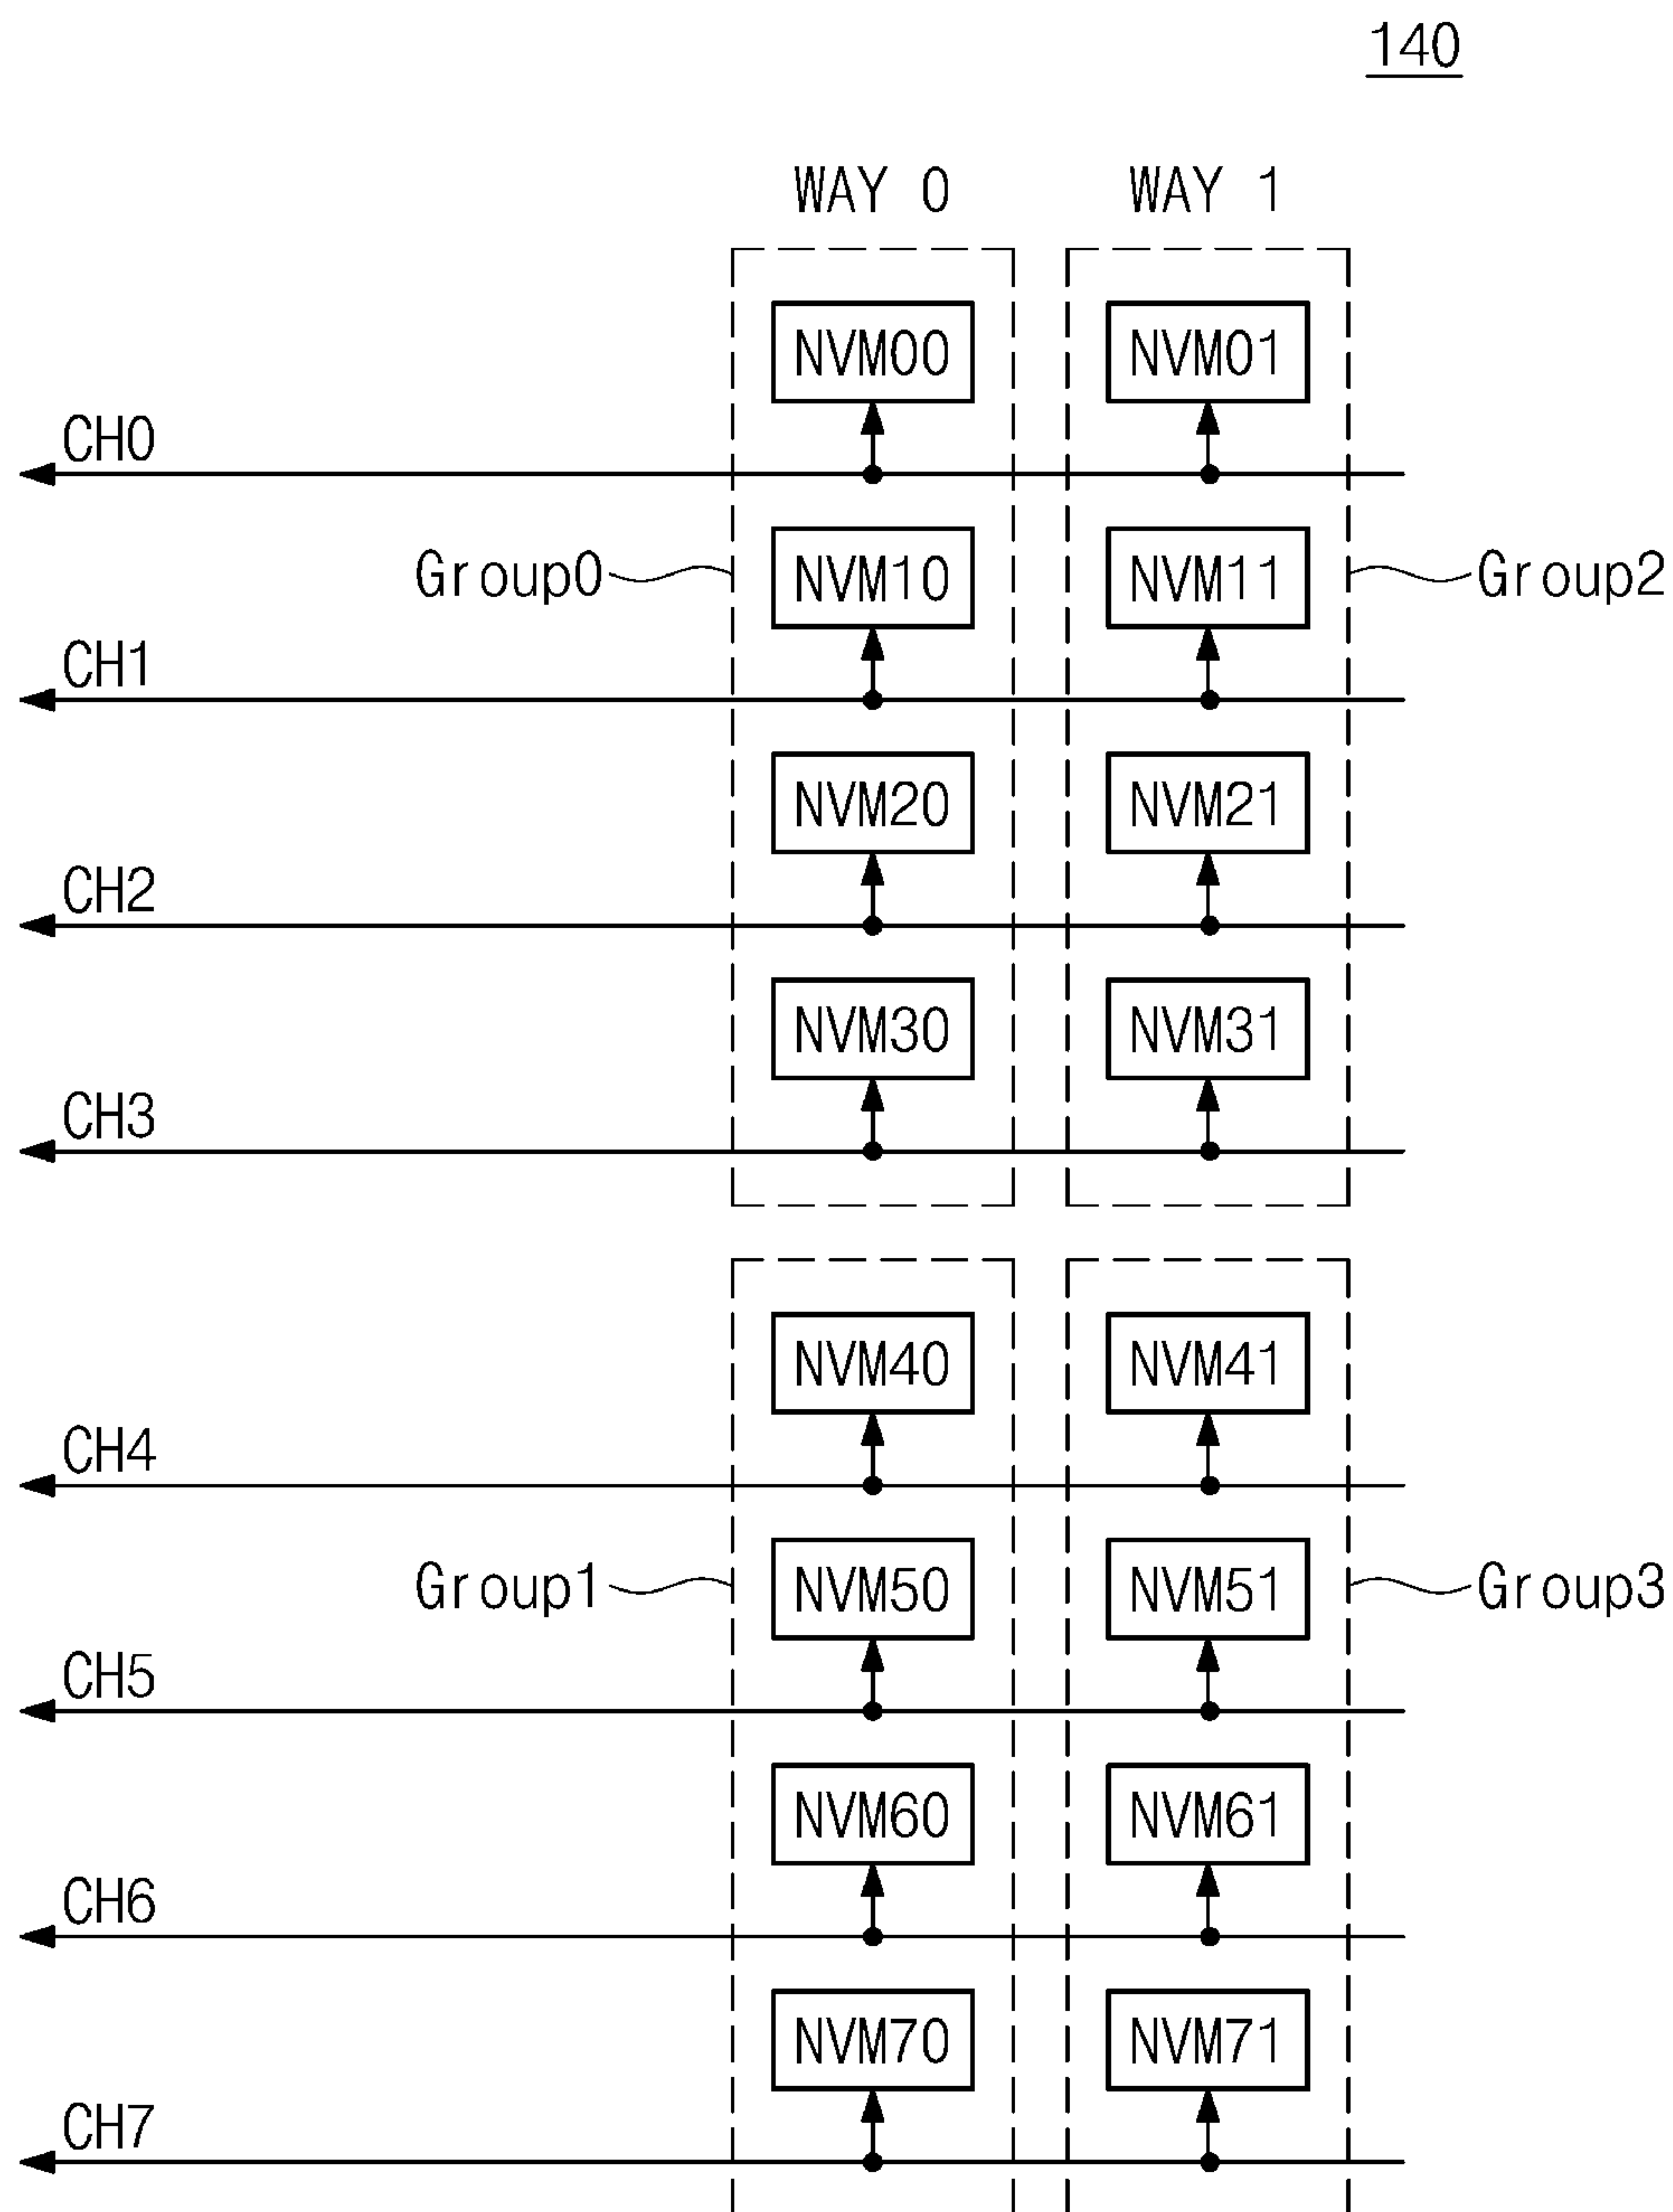 140
WAY 0 WAY 1
NVM00 NVM01
CH0
Group0 NVM10 NVM11 Group2
CH1
NVM20 NVM21
CH2
NVM30 NVM31
CH3
NVM40 NVM41
CH4
Group1 NVM50 NVM51 Group3
CH5
NVM60 NVM61
CH6
NVM70 NVM71
CH7